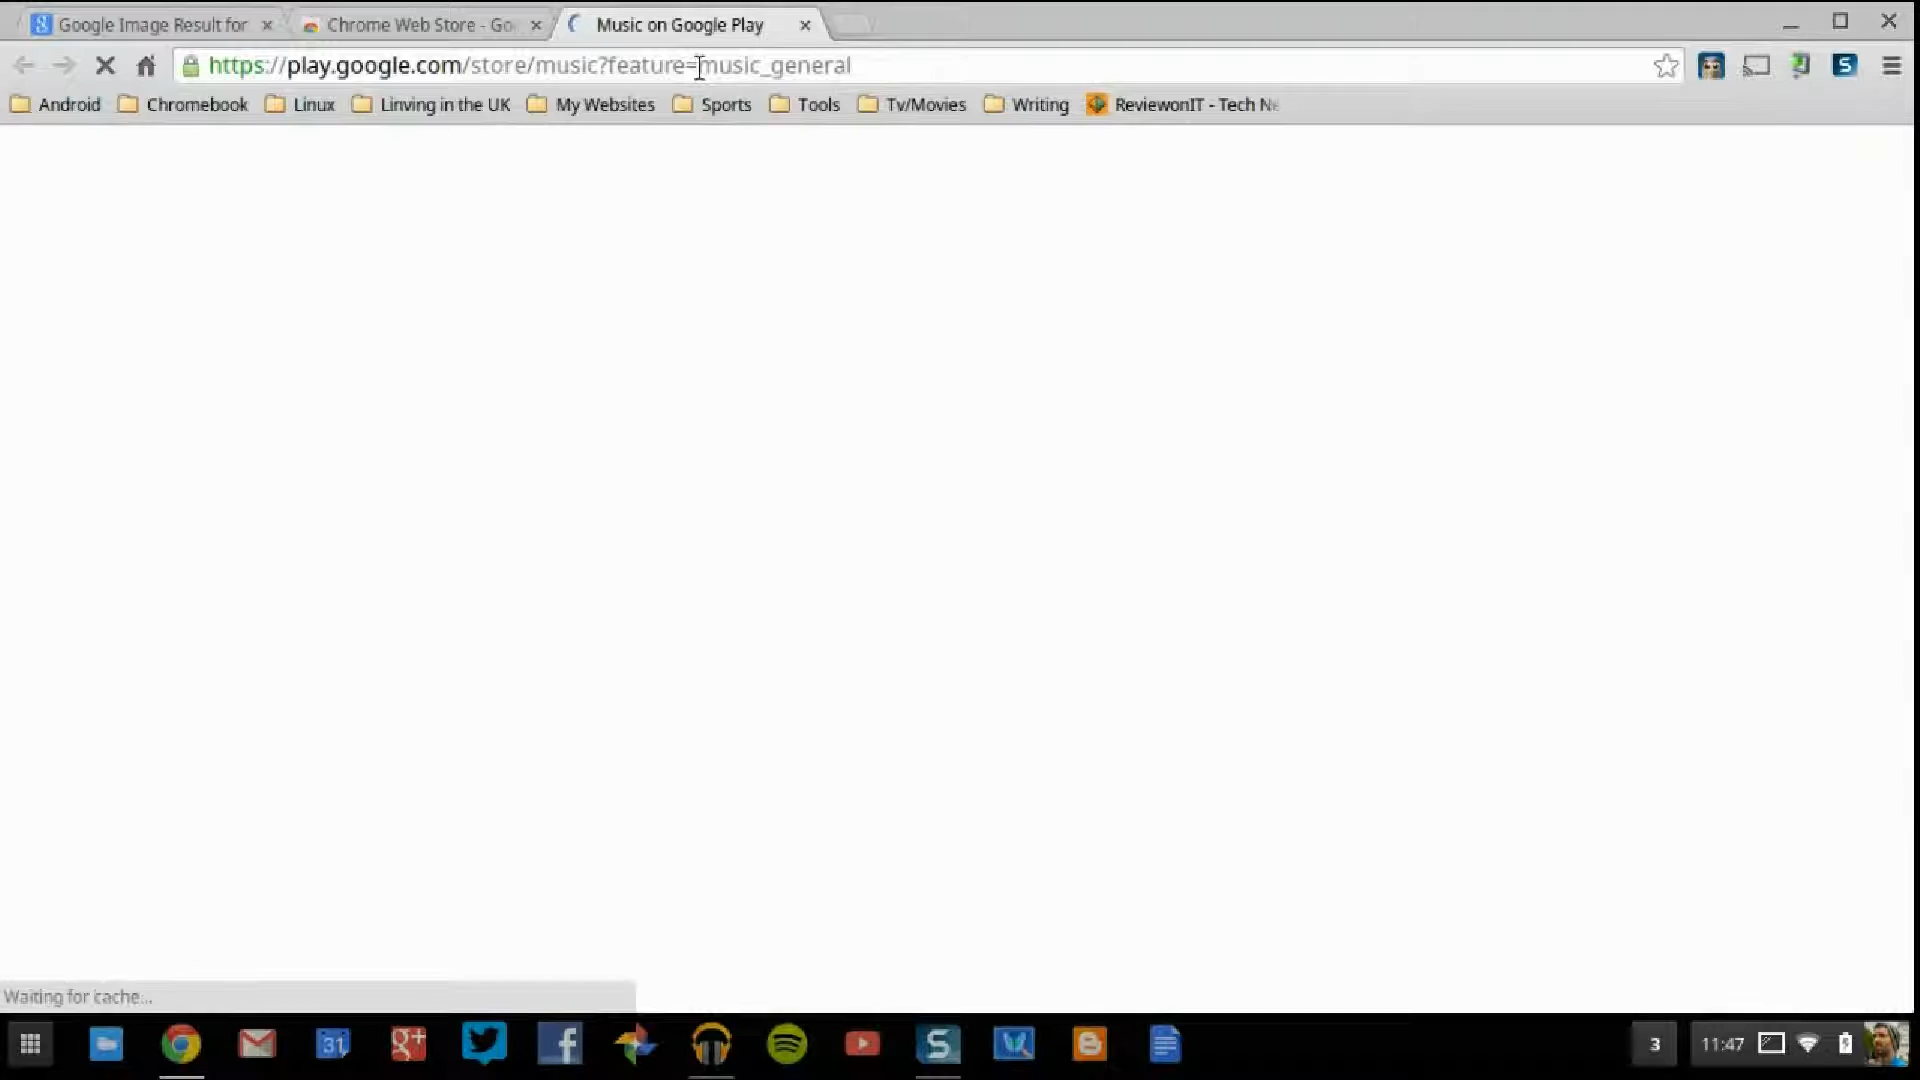 Google Image Result for
Chrome Web Store - Go
Music on Google Play
https://play.google.com/store/music?feature=music_general
Android
Chromebook
Linux
Linving in the UK
My Websites
Sports
Tools
Tv/Movies
Writing
ReviewonIT - Tech Ne
Waiting for cache...
31
g+
f
S
3
11:47